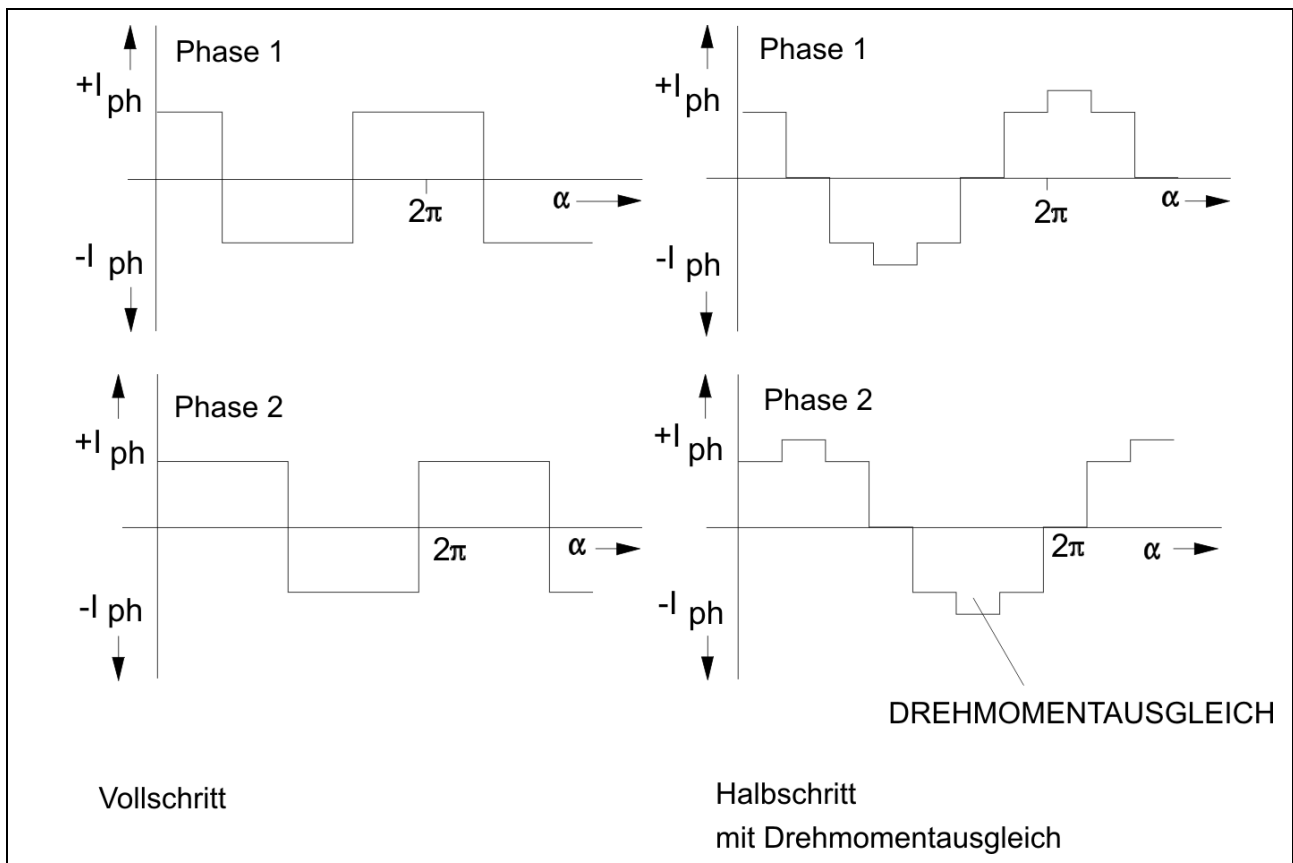 Phase 1
+I ph
-I ph
2π
α
Phase 1
+I ph
-I ph
2π
α
Phase 2
+I ph
-I ph
2π
α
Phase 2
+I ph
-I ph
2π
α
DREHMOMENTAUSGLEICH
Vollschritt
Halbschritt
mit Drehmomentausgleich